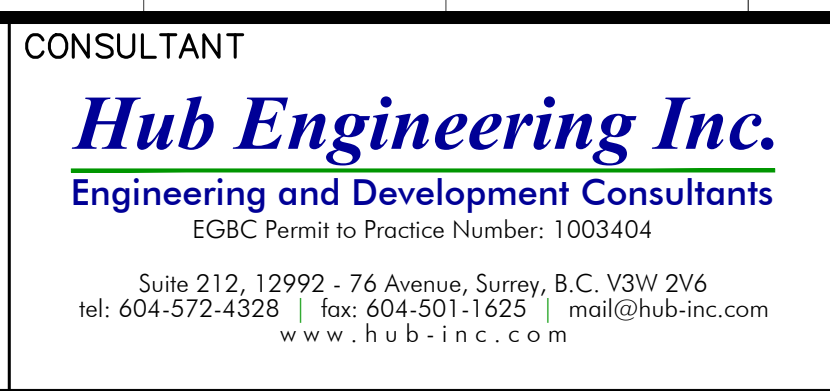 CONSULTANT
Hub Engineering Inc.
Engineering and Development Consultants
EGBC Permit to Practice Number: 1003404
Suite 212, 12992 - 76 Avenue, Surrey, B.C. V3W 2V6
tel: 604-572-4328 | fax: 604-501-1625 | mail@hub-inc.com
www.hub-inc.com